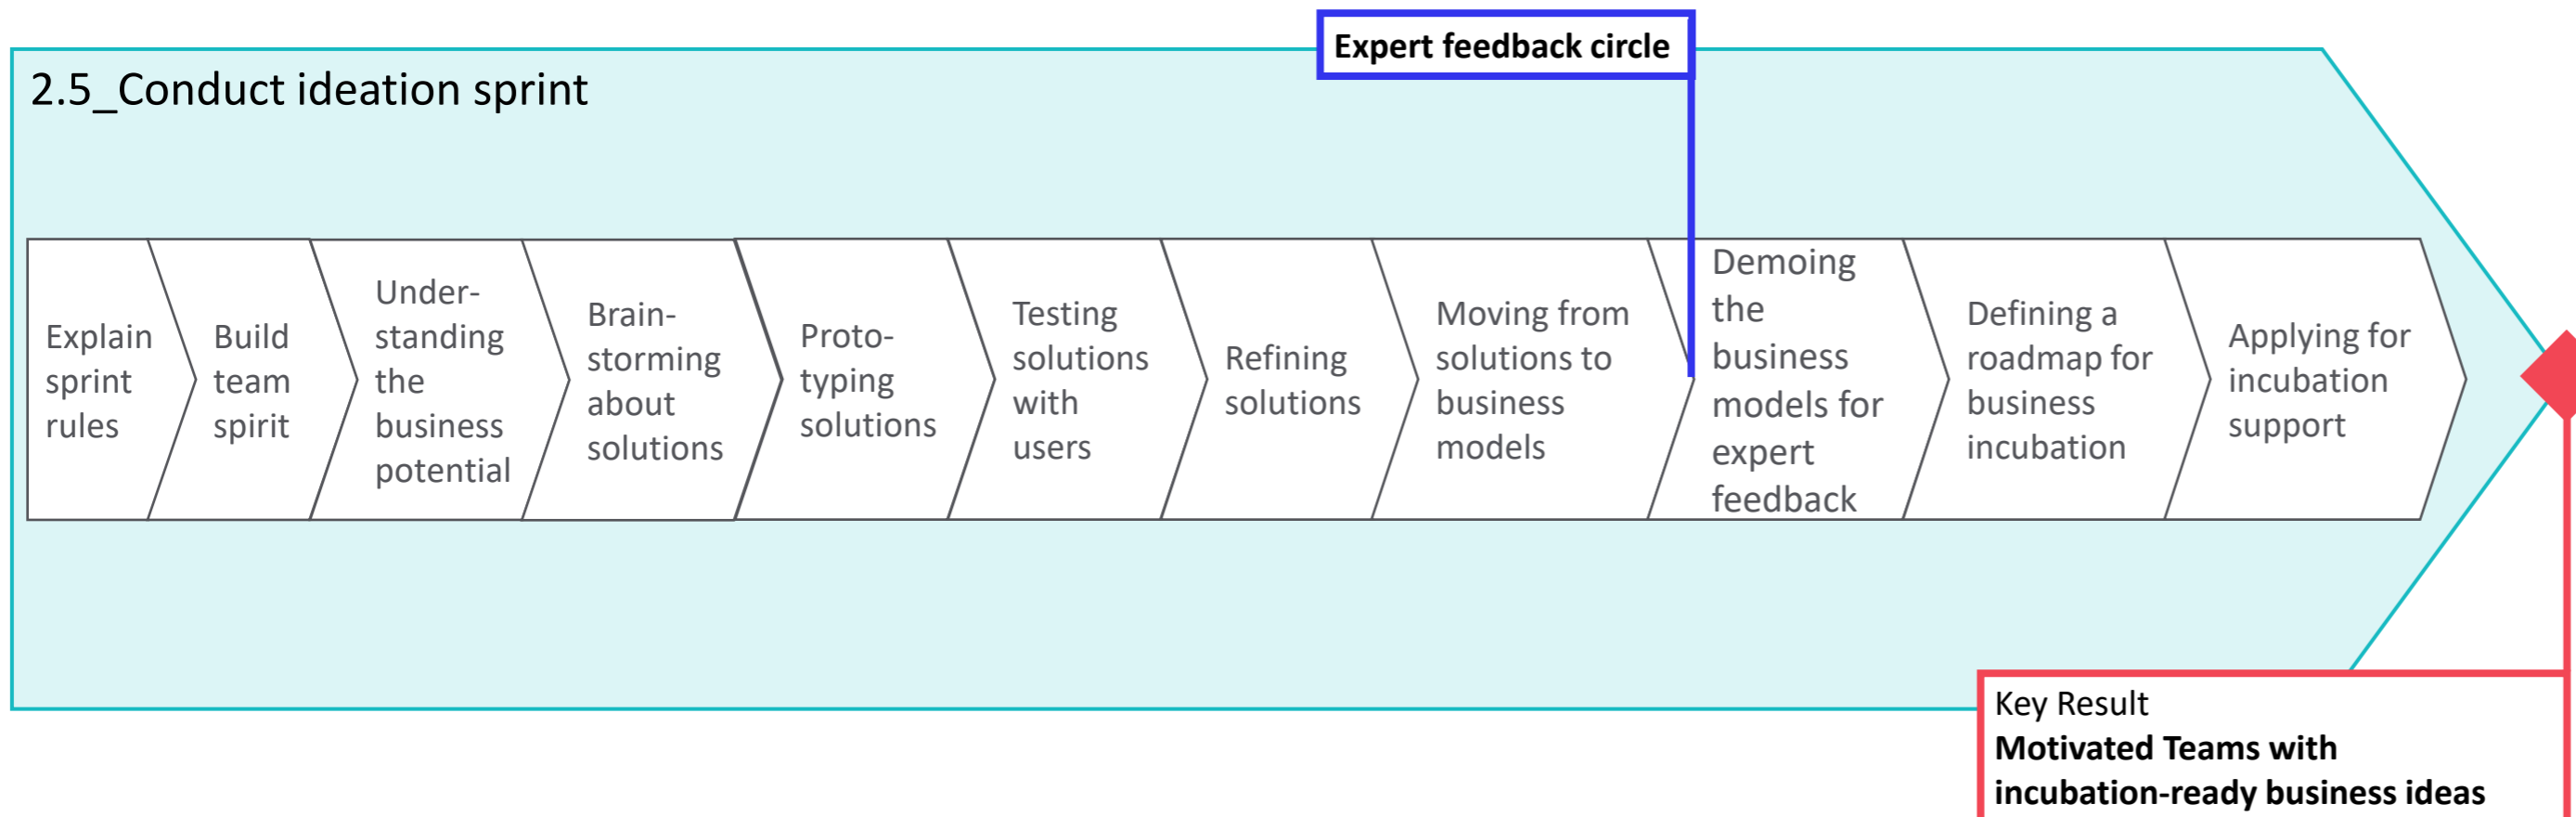 Expert feedback circle
2.5_Conduct ideation sprint
Explain
sprint
rules
Build
team
spirit
Under-
standing
the
business
potential
Brain-
storming
about
solutions
Proto-
typing
solutions
Testing
solutions
with
users
Refining
solutions
Moving from
solutions to
business
models
Demoing
the
business
models for
expert
feedback
Defining a
roadmap for
business
incubation
Applying for
incubation
support
Key Result
Motivated Teams with
incubation-ready business ideas